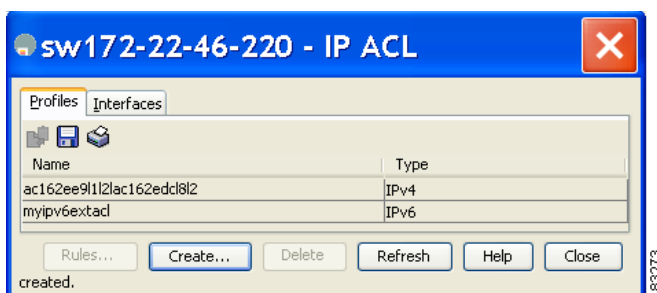 sw172-22-46-220 - IP ACL
Profiles Interfaces
Name Type
ac162ee9l1l2lac162edcl8l2 IPv4
myipv6extacl IPv6
Rules... Create... Delete Refresh Help Close
created.
83273